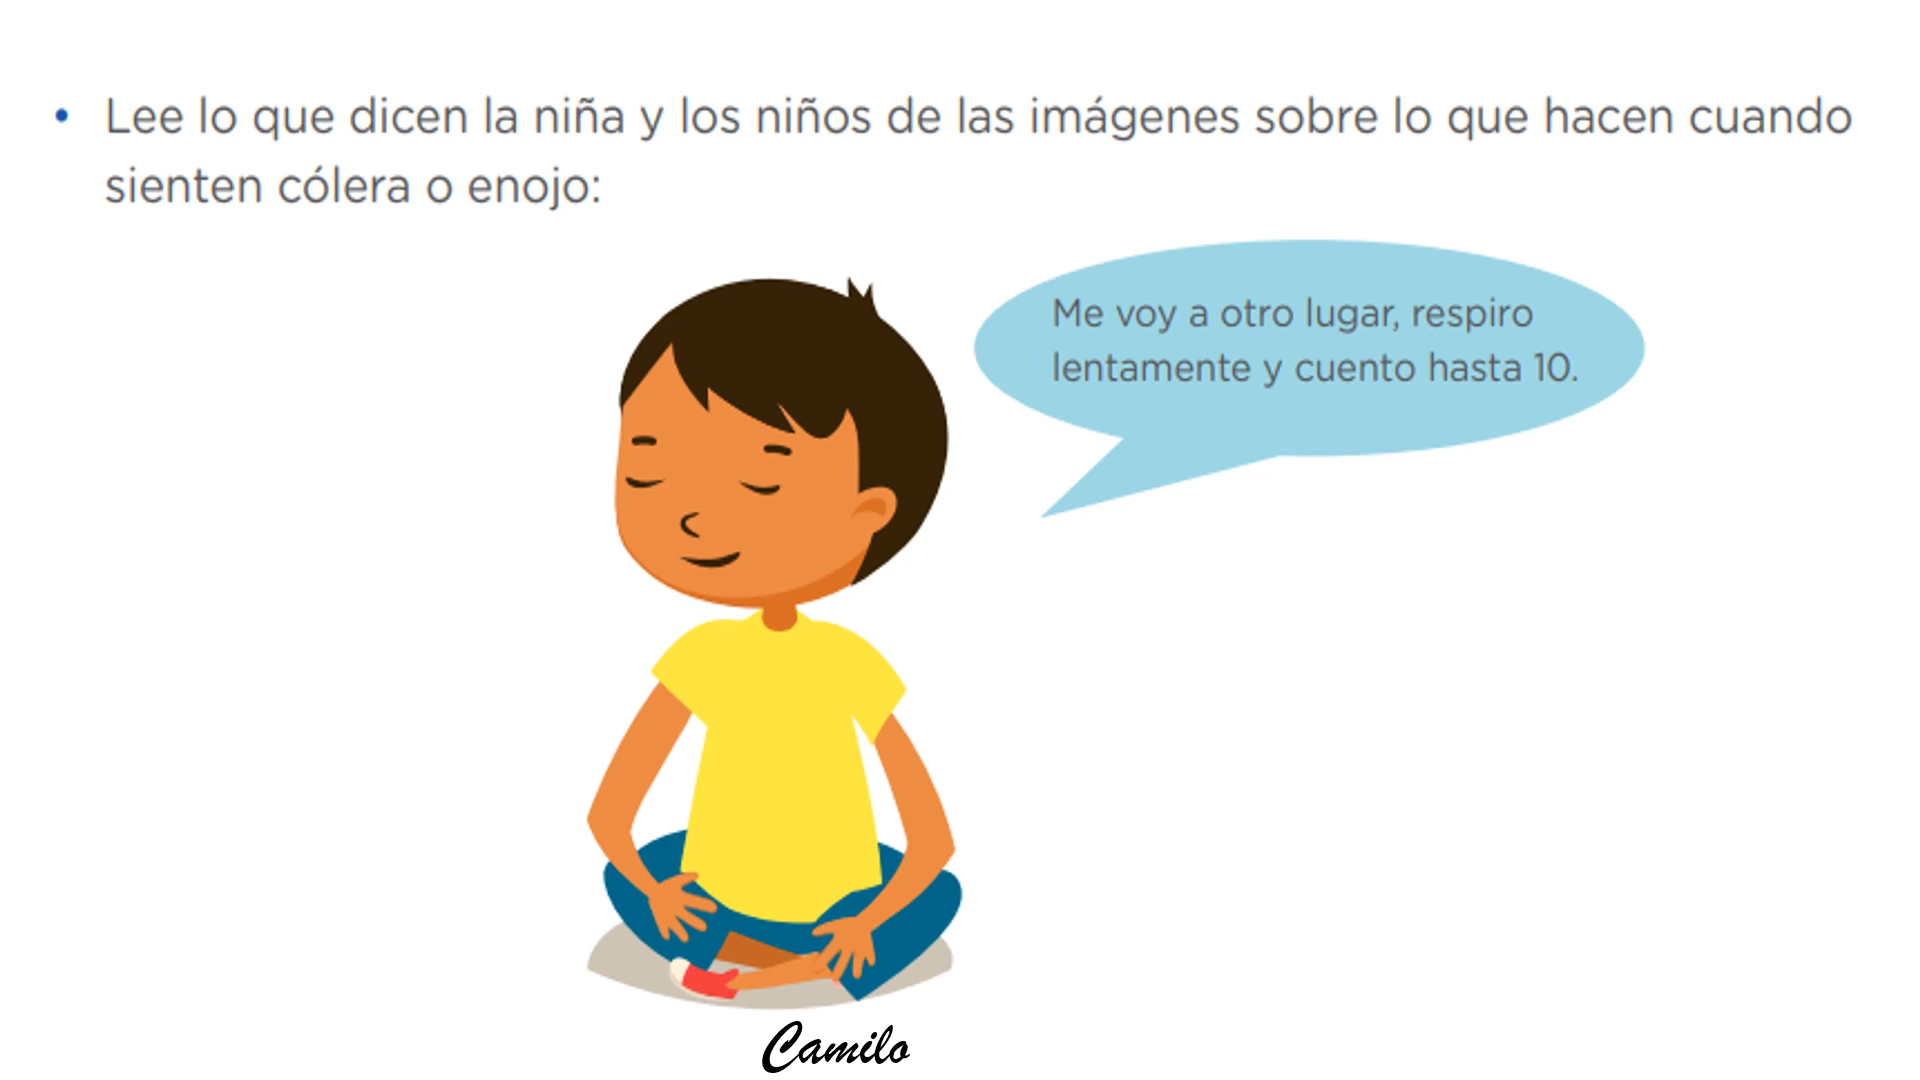 • Lee lo que dicen la niña y los niños de las imágenes sobre lo que hacen cuando
sienten cólera o enojo:
Me voy a otro lugar, respiro
lentamente y cuento hasta 10.
Camilo